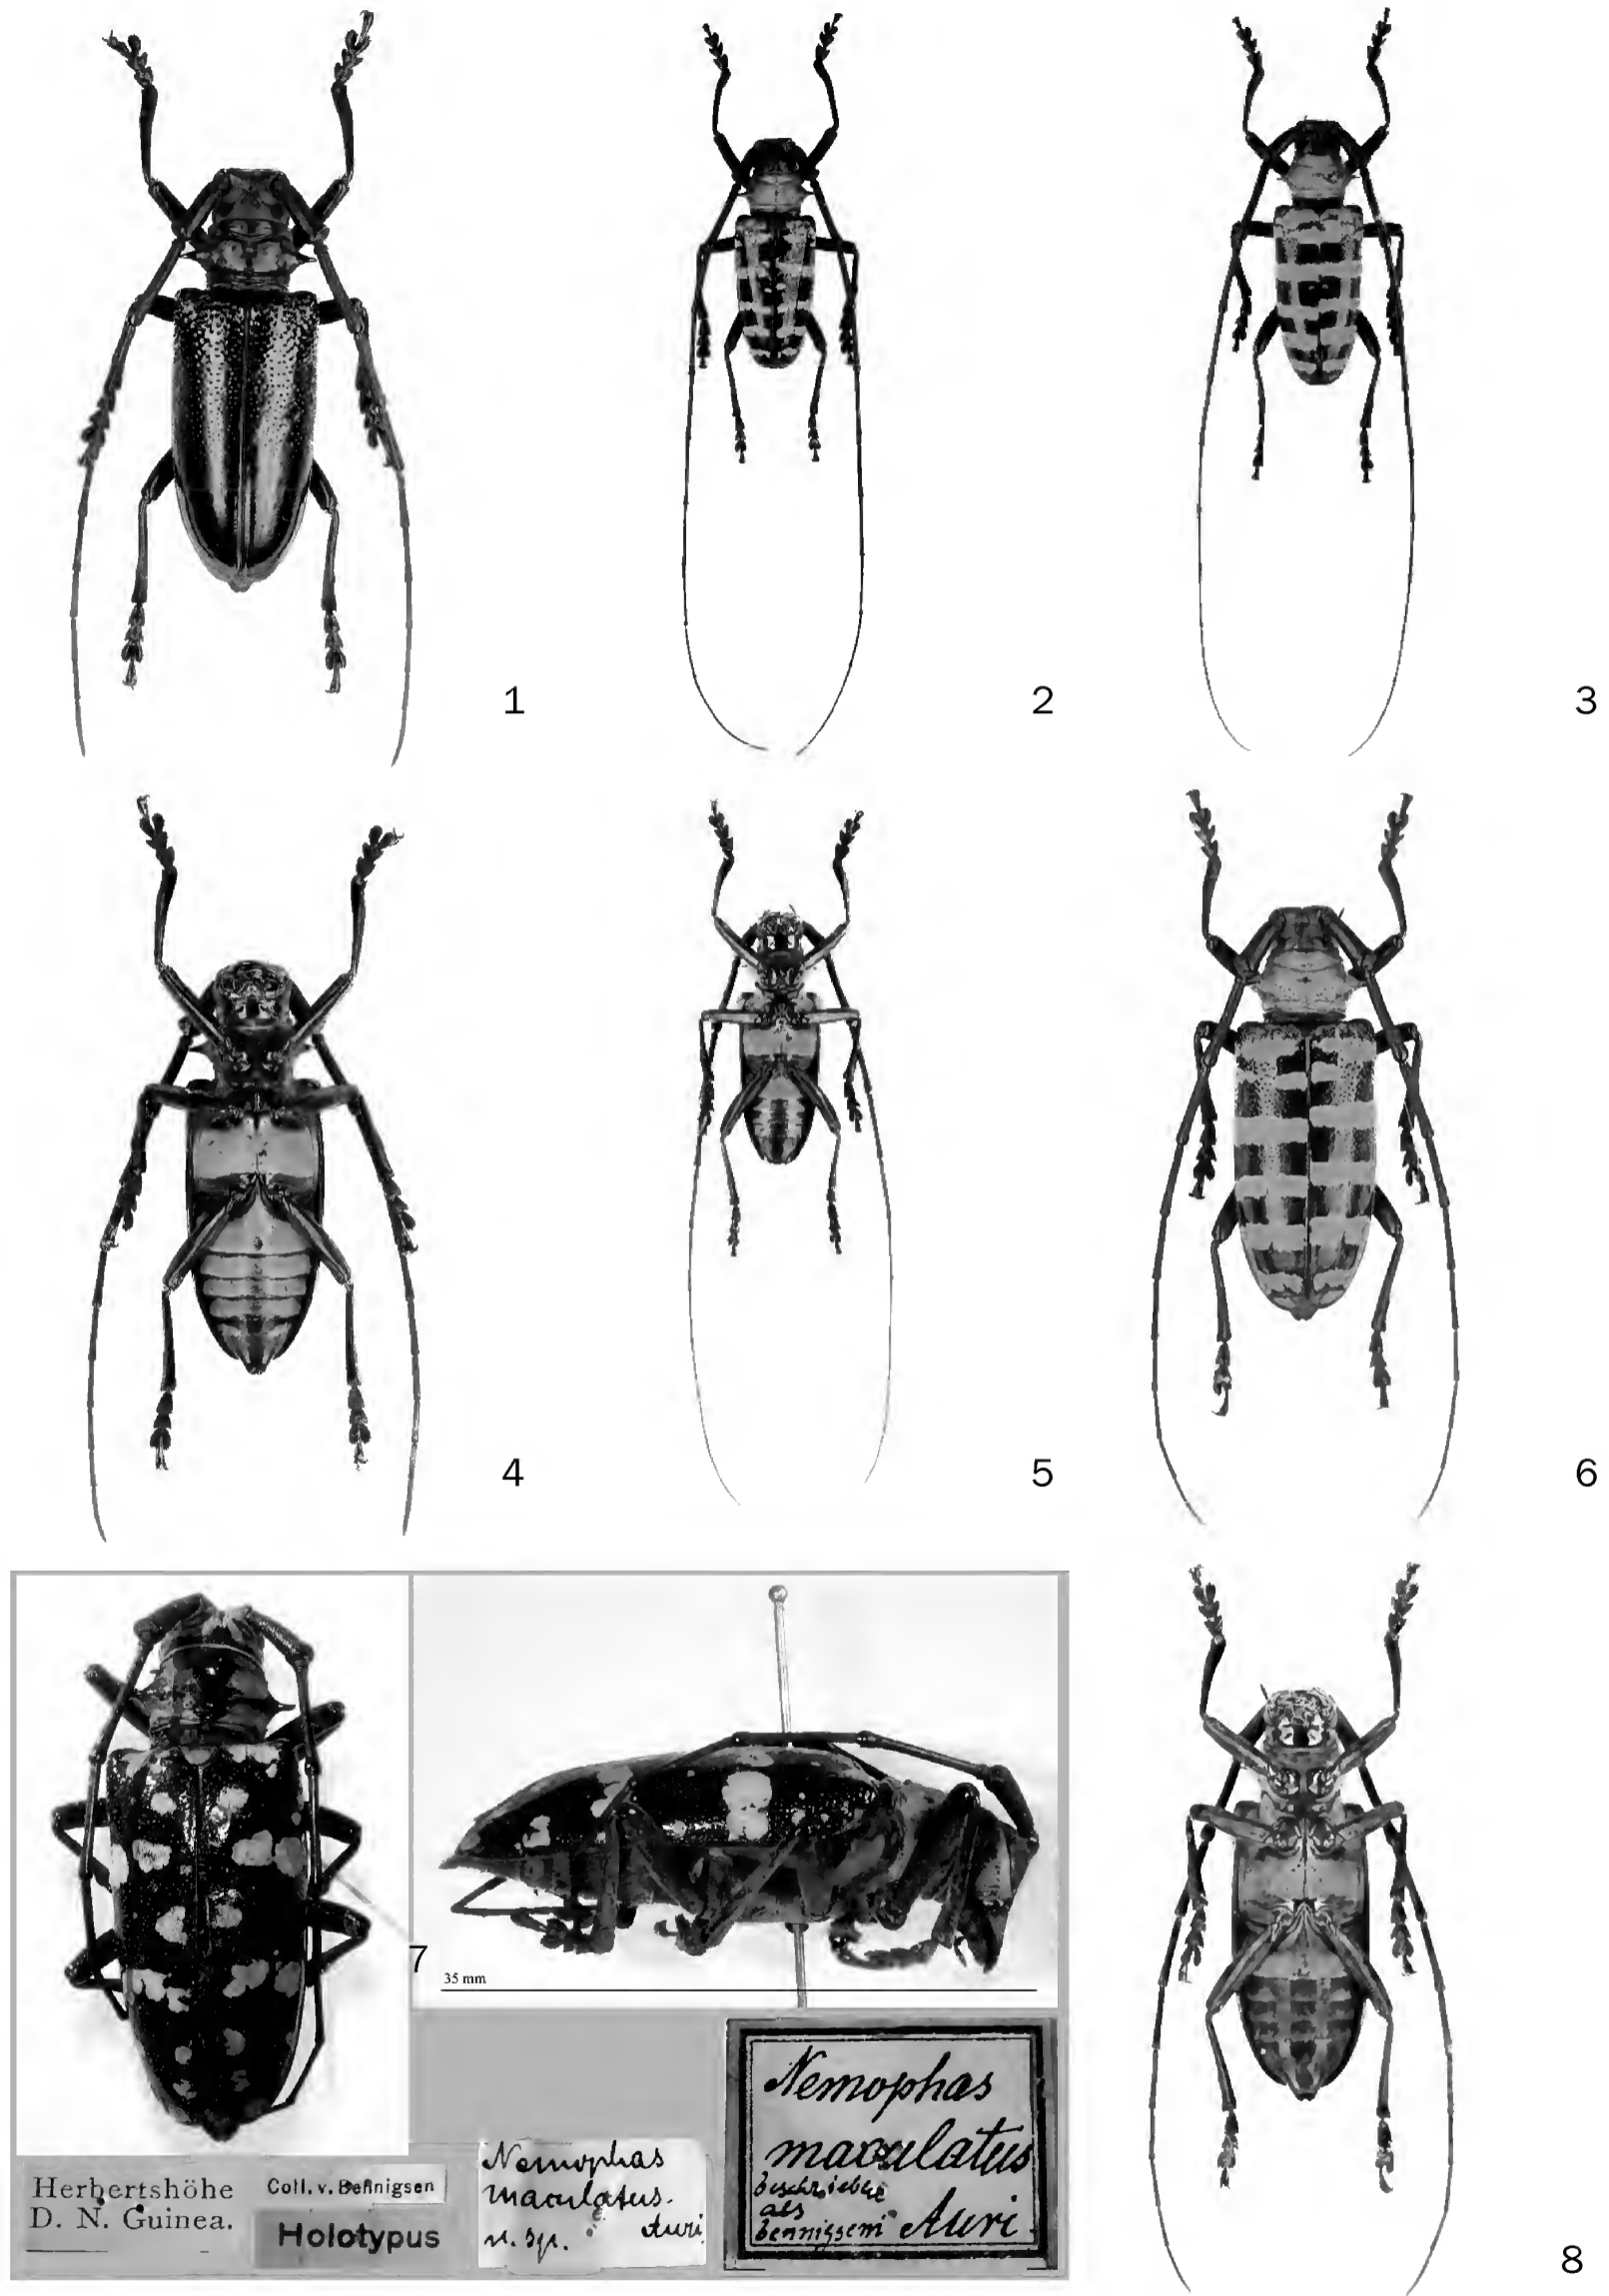 1
2
3
4
5
6
7
35 mm
Herbertshöhe
D. N. Guinea.
Coll. v. Bennigsen
Holotypus
Nemophas
maculatus.
n. sp. Auri
Nemophas
maculatus
beschrieben
als
bennigseni Auri.
8